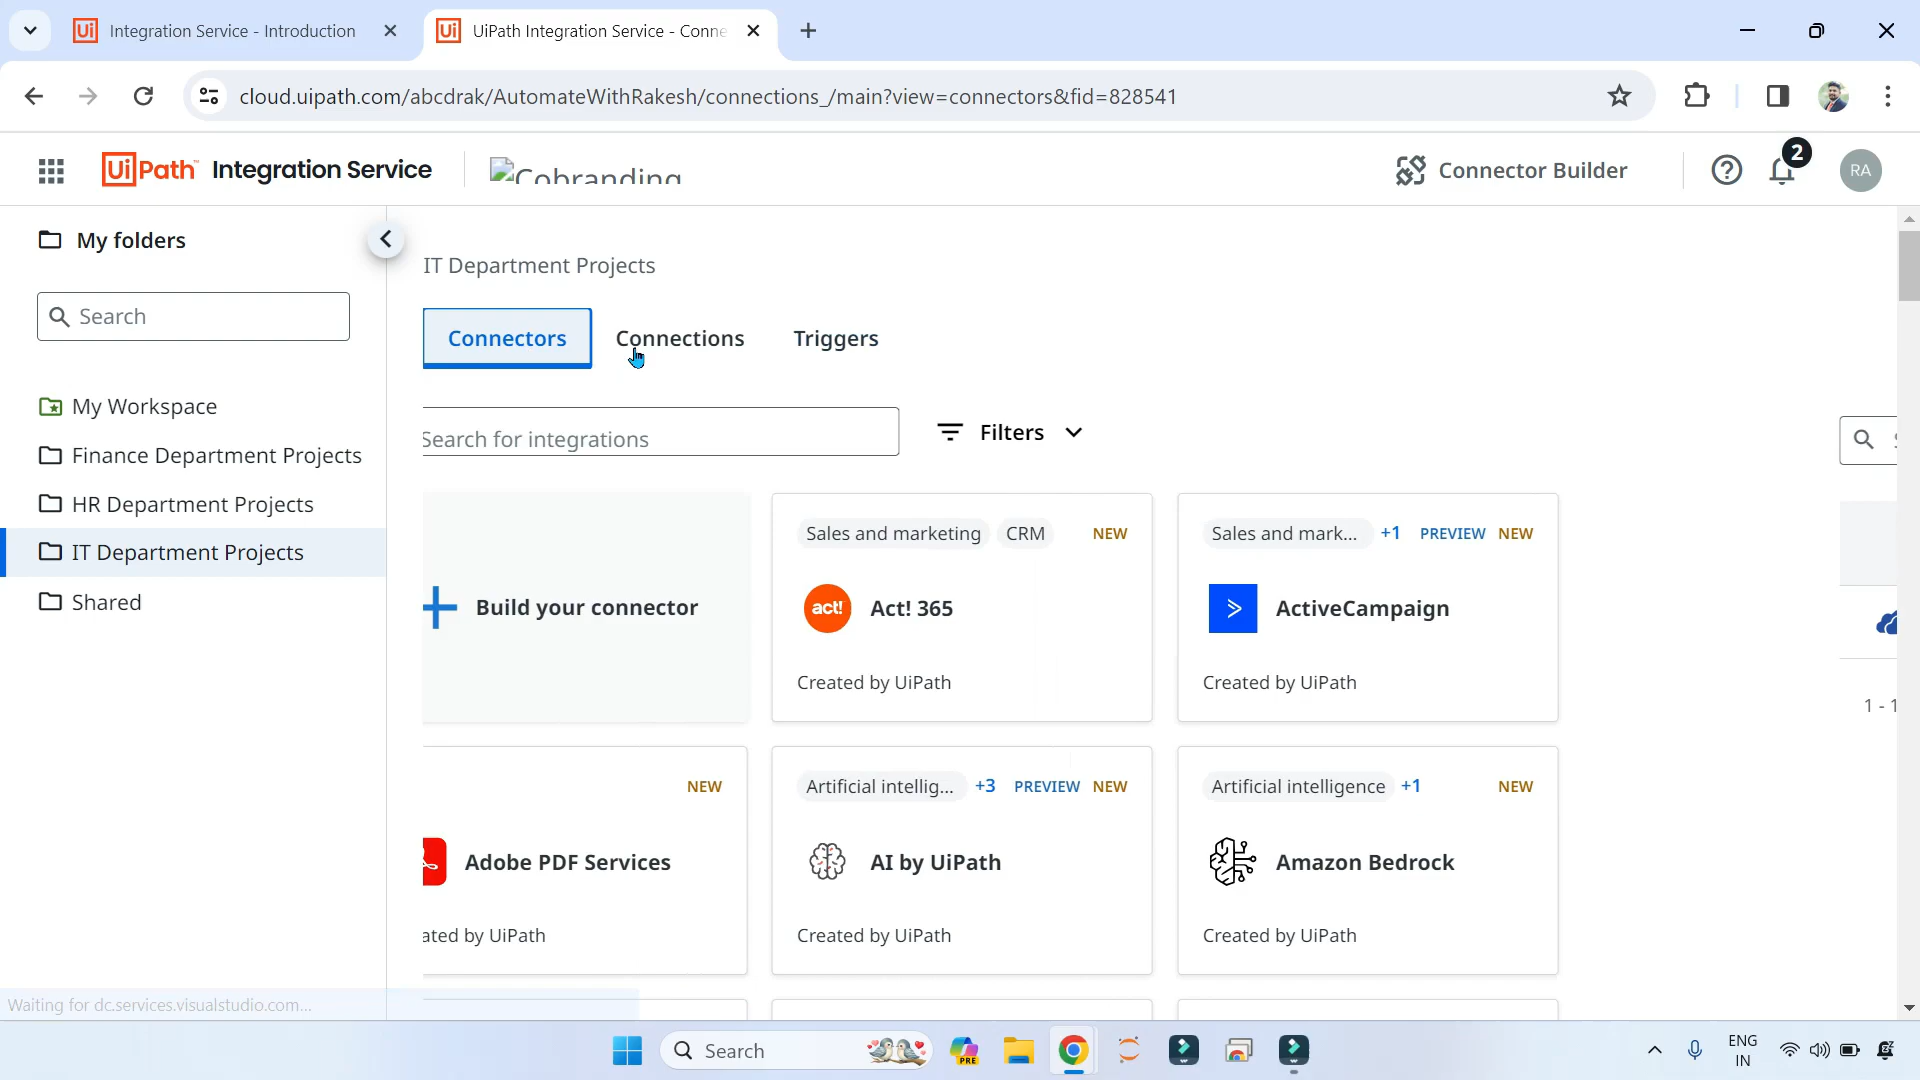 Integration Service - Introduction
UiPath Integration Service - Conne
cloud.uipath.com/abcdrak/AutomateWithRakesh/connections_/main?view=connectors&fid=828541
UiPath Integration Service
Cobranding
Connector Builder
2
RA
My folders
Search
My Workspace
Finance Department Projects
HR Department Projects
IT Department Projects
Shared
IT Department Projects
Connectors
Connections
Triggers
Search for integrations
Filters
Build your connector
Sales and marketing
CRM
NEW
act!
Act! 365
Created by UiPath
Sales and mark...
+1
PREVIEW
NEW
ActiveCampaign
Created by UiPath
1 - 1
NEW
Adobe PDF Services
ated by UiPath
Artificial intellig...
+3
PREVIEW
NEW
AI by UiPath
Created by UiPath
Artificial intelligence
+1
NEW
Amazon Bedrock
Created by UiPath
Waiting for dc.services.visualstudio.com...
Search
PRE
ENG
IN